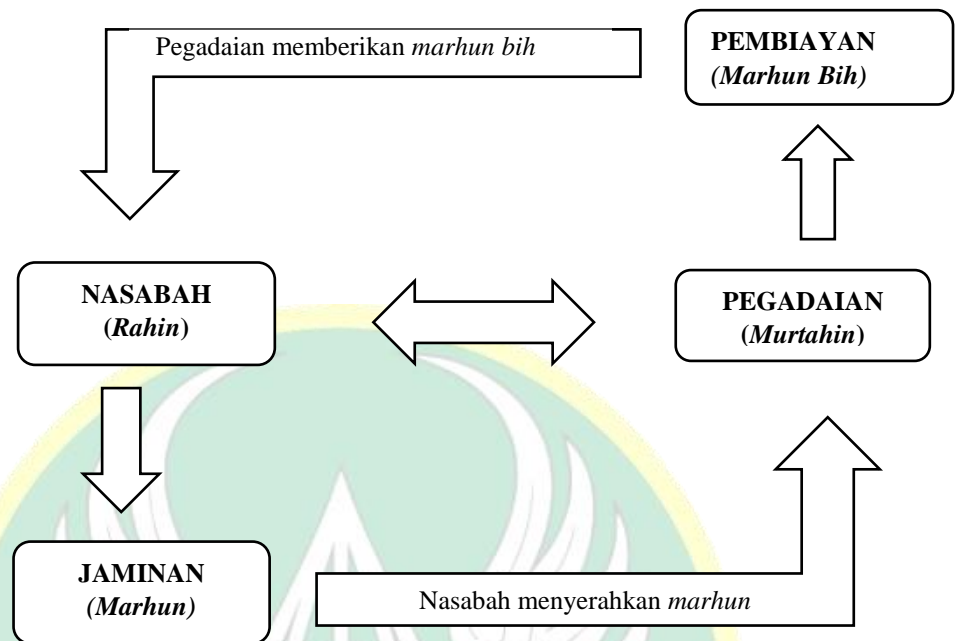 Pegadaian memberikan marhun bih
PEMBIAYAN
(Marhun Bih)
NASABAH
(Rahin)
PEGADAIAN
(Murtahin)
JAMINAN
(Marhun)
Nasabah menyerahkan marhun